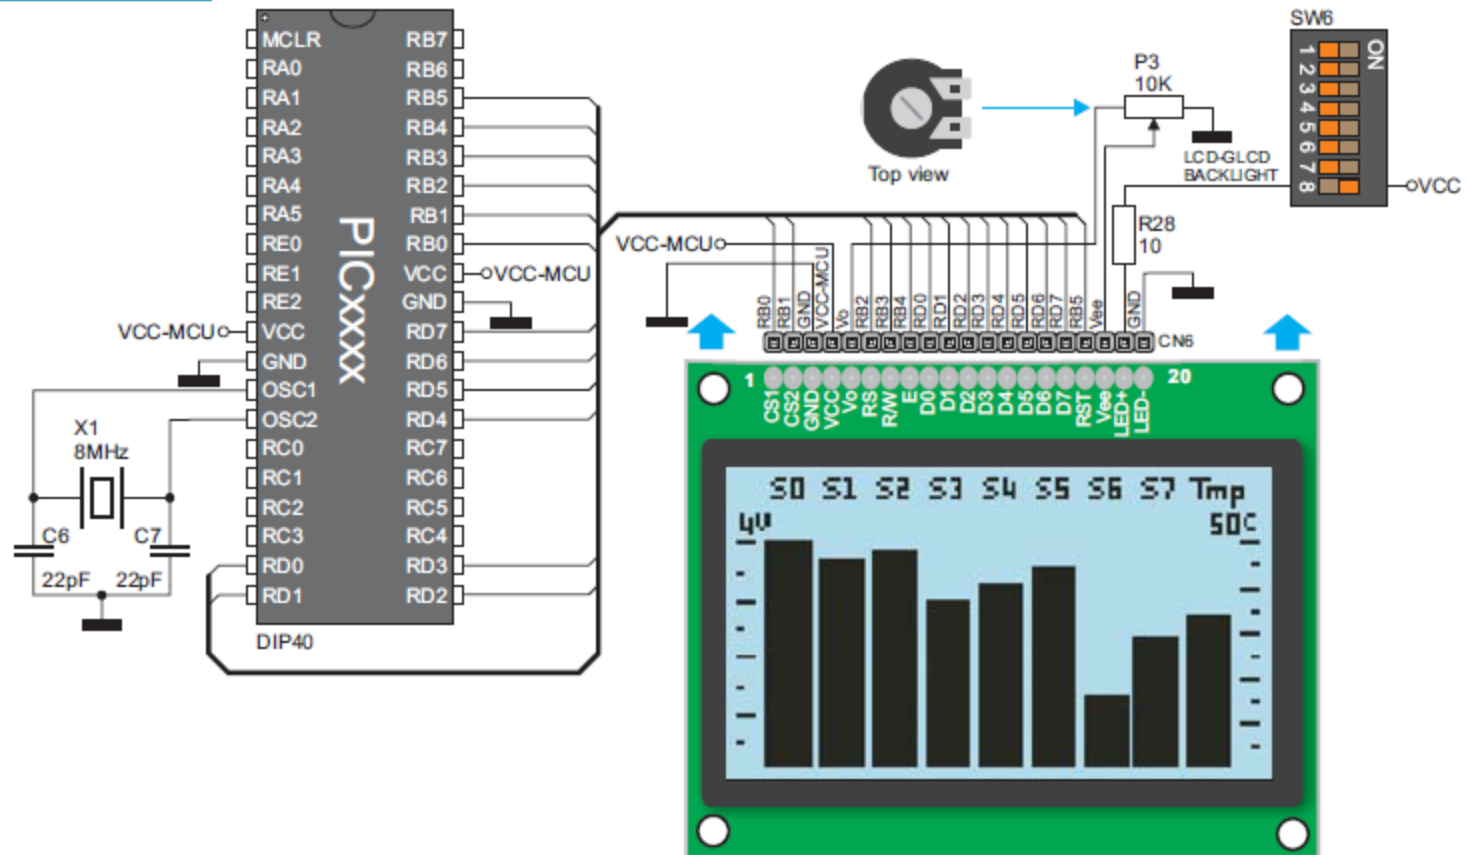 MCLR RB7
RA0 RB6
RA1 RB5
RA2 RB4
RA3 RB3
RA4 RB2
RA5 RB1
RE0 RB0
RE1 VCC VCC-MCU
RE2 GND
VCC-MCU VCC RD7
GND RD6
OSC1 RD5
OSC2 RD4
RC0 RC7
RC1 RC6
RC2 RC5
RC3 RC4
RD0 RD3
RD1 RD2
PICxxxx
DIP40
X1
8MHz
C6 C7
22pF 22pF
Top view
P3
10K
SW6
ON
1
2
3
4
5
6
7
8
VCC
LCD-GLCD
BACKLIGHT
R28
10
VCC-MCU
RB0 RB1 GND VCC-MCU Vo RB2 RB3 RB4 RD0 RD1 RD2 RD3 RD4 RD5 RD6 RD7 RB5 Vee GND
CN6
1 20
CS1 CS2 GND VCC Vo RS R/W E D0 D1 D2 D3 D4 D5 D6 D7 RST Vee LED+ LED-
S0 S1 S2 S3 S4 S5 S6 S7 Tmp
4V 50C